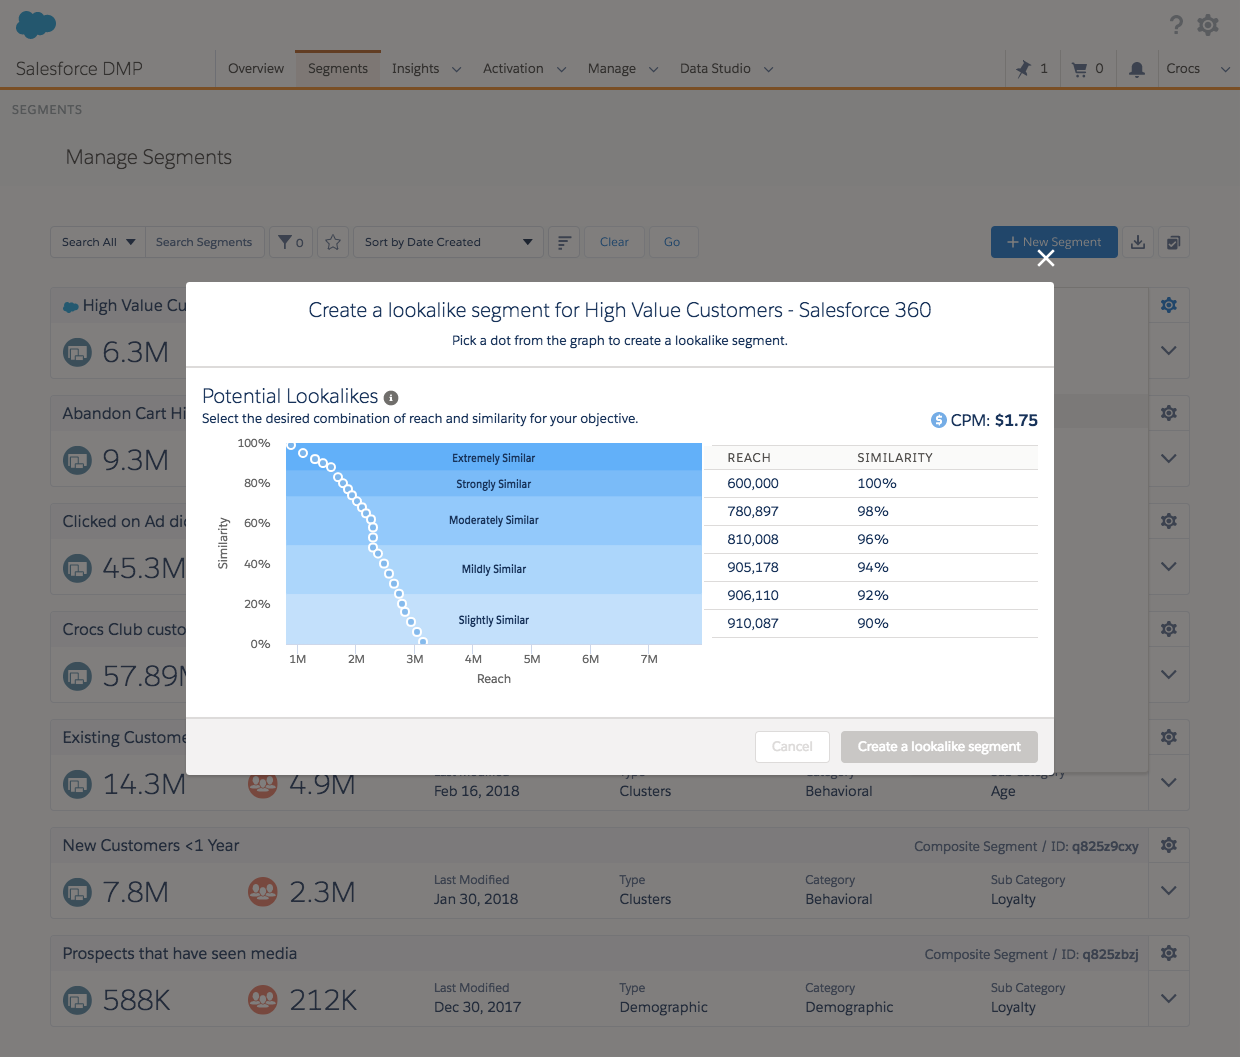 Salesforce DMP
Overview
Segments
Insights
Activation
Manage
Data Studio
1
0
Crocs
SEGMENTS
Manage Segments
Search All
Search Segments
0
Sort by Date Created
Clear
Go
+ New Segment
High Value Cu
6.3M
Abandon Cart Hi
9.3M
Clicked on Ad di
45.3M
Crocs Club custo
57.89M
Existing Custome
14.3M
4.9M
Last Modified
Feb 16, 2018
Type
Clusters
Category
Behavioral
Sub Category
Age
New Customers <1 Year
Composite Segment / ID: q825z9cxy
7.8M
2.3M
Last Modified
Jan 30, 2018
Type
Clusters
Category
Behavioral
Sub Category
Loyalty
Prospects that have seen media
Composite Segment / ID: q825zbzj
588K
212K
Last Modified
Dec 30, 2017
Type
Demographic
Category
Demographic
Sub Category
Loyalty
Create a lookalike segment for High Value Customers - Salesforce 360
Pick a dot from the graph to create a lookalike segment.
Potential Lookalikes
Select the desired combination of reach and similarity for your objective.
$ CPM: $1.75
Similarity
100%
80%
60%
40%
20%
0%
Extremely Similar
Strongly Similar
Moderately Similar
Mildly Similar
Slightly Similar
1M 2M 3M 4M 5M 6M 7M
Reach
REACH SIMILARITY
600,000 100%
780,897 98%
810,008 96%
905,178 94%
906,110 92%
910,087 90%
Cancel
Create a lookalike segment